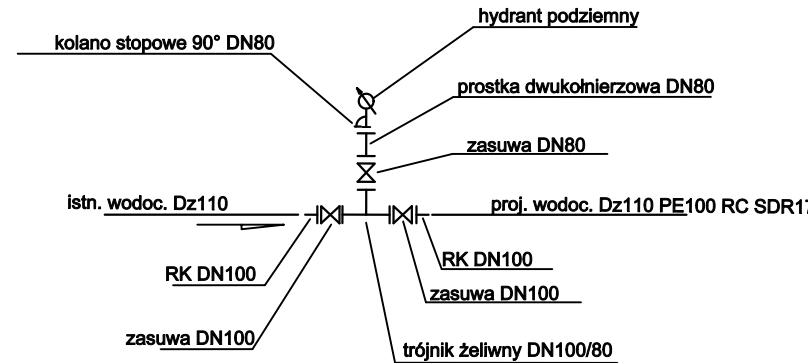 hydrant podziemny
kolano stopowe 90° DN80
prostka dwukołnierzowa DN80
zasuwa DN80
istn. wodoc. Dz110
proj. wodoc. Dz110 PE100 RC SDR17
RK DN100
RK DN100
zasuwa DN100
zasuwa DN100
trójnik żeliwny DN100/80